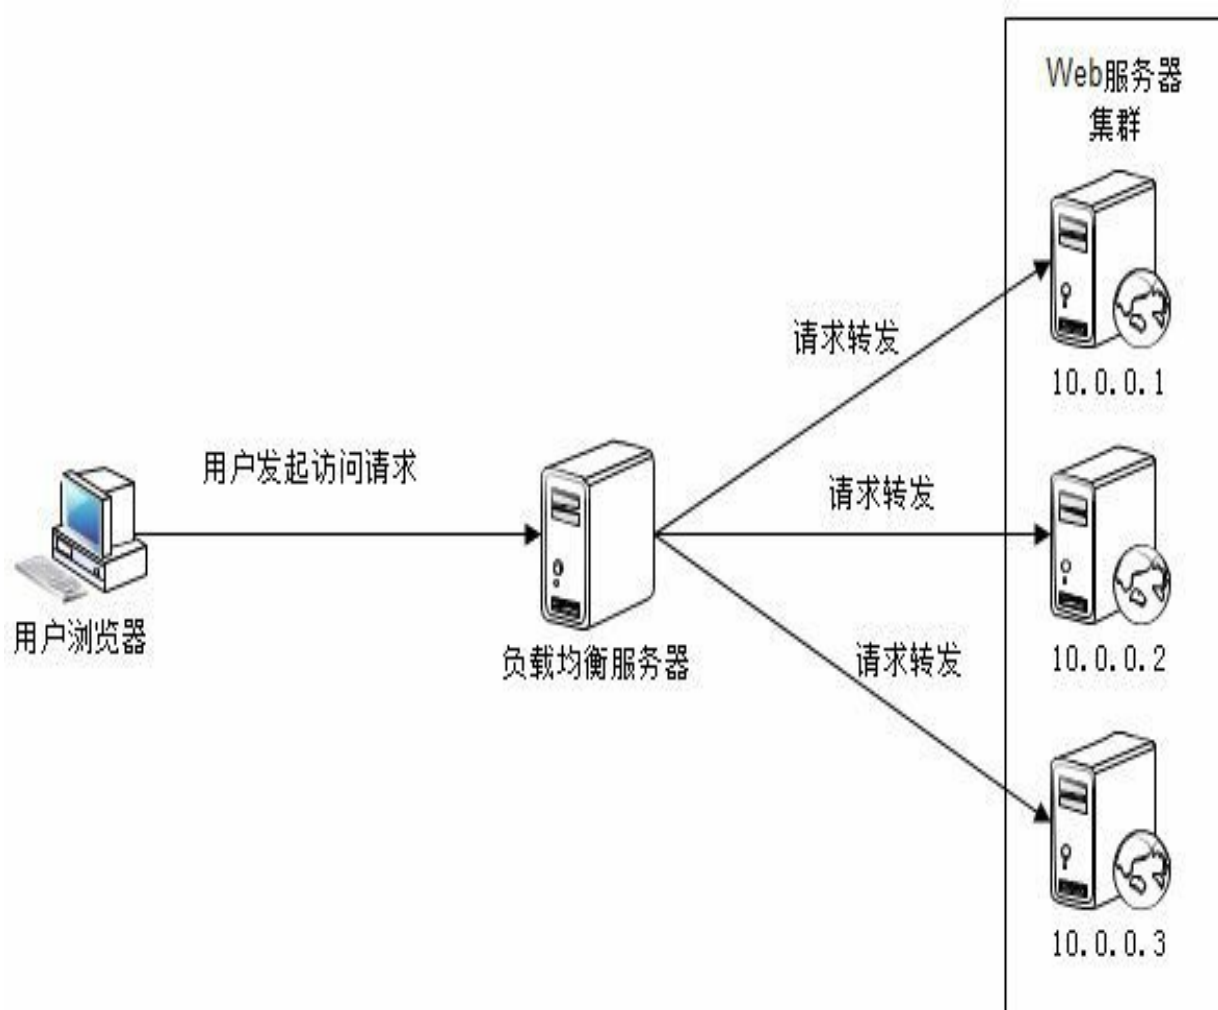 Web服务器
集群
请求转发
10.0.0.1
用户发起访问请求
请求转发
用户浏览器
负载均衡服务器
请求转发
10.0.0.2
10.0.0.3